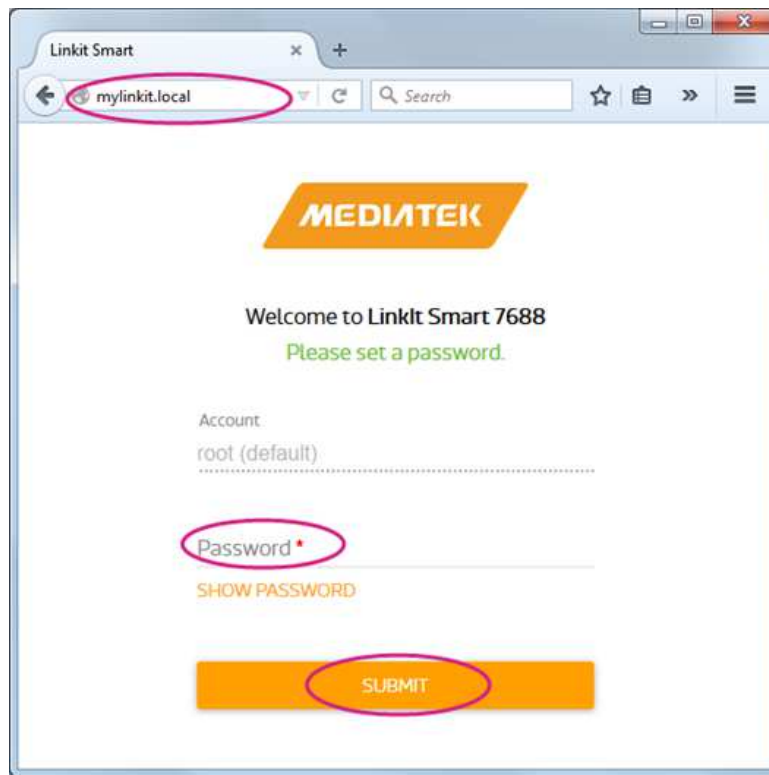 Linkit Smart
mylinkit.local
Search
MEDIATEK
Welcome to LinkIt Smart 7688
Please set a password.
Account
root (default)
Password *
SHOW PASSWORD
SUBMIT